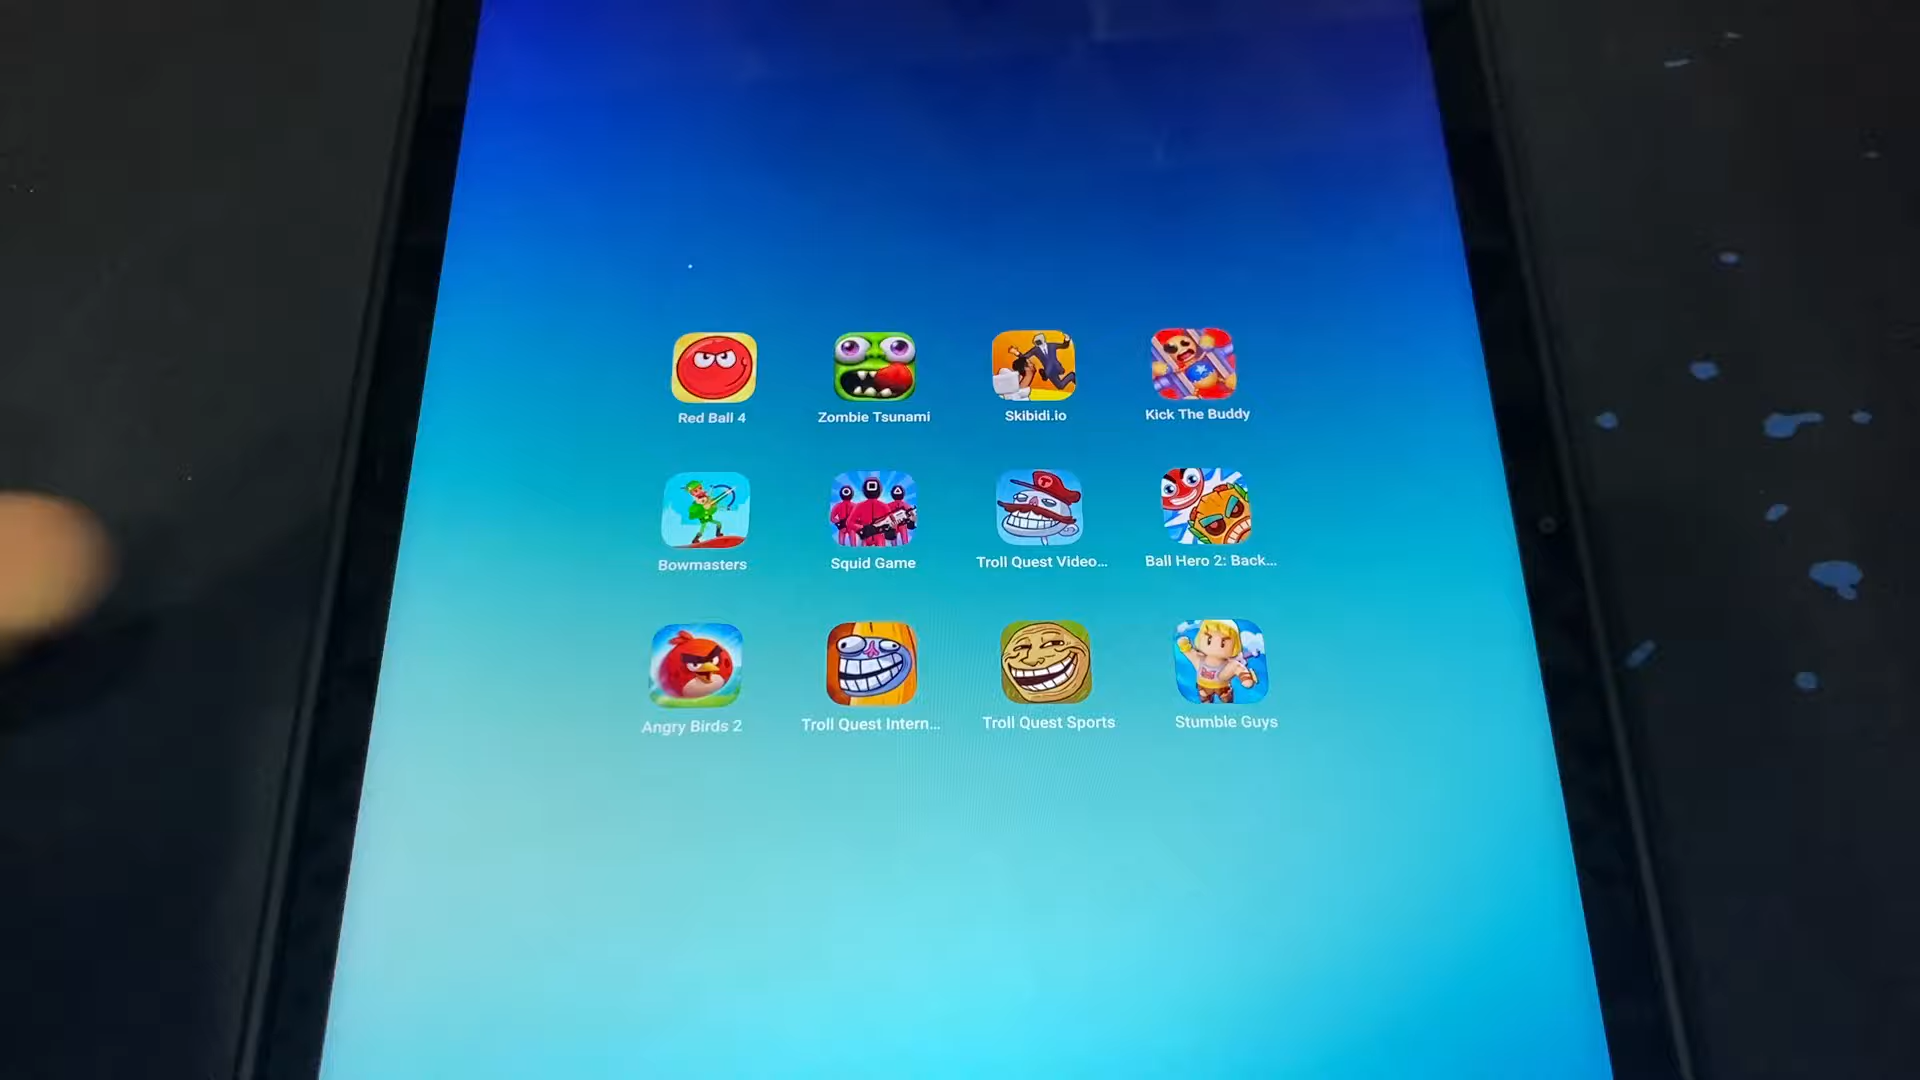 Red Ball 4
Zombie Tsunami
Skibidi.io
Kick The Buddy
Bowmasters
Squid Game
Troll Quest Video...
Ball Hero 2: Back...
Angry Birds 2
Troll Quest Intern...
Troll Quest Sports
Stumble Guys